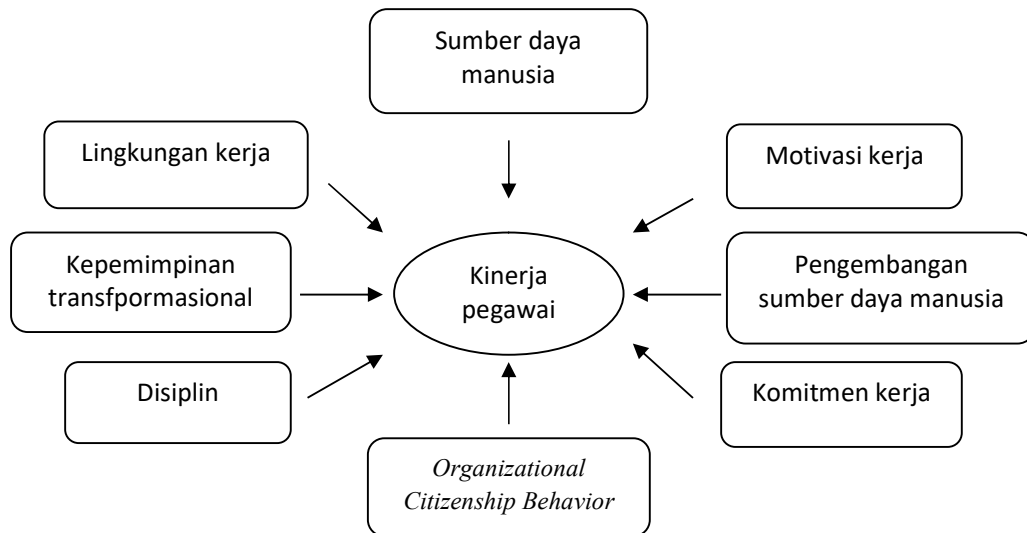 Sumber daya
manusia
Lingkungan kerja
Motivasi kerja
Kepemimpinan
transfpormasional
Kinerja
pegawai
Pengembangan
sumber daya manusia
Disiplin
Komitmen kerja
Organizational
Citizenship Behavior